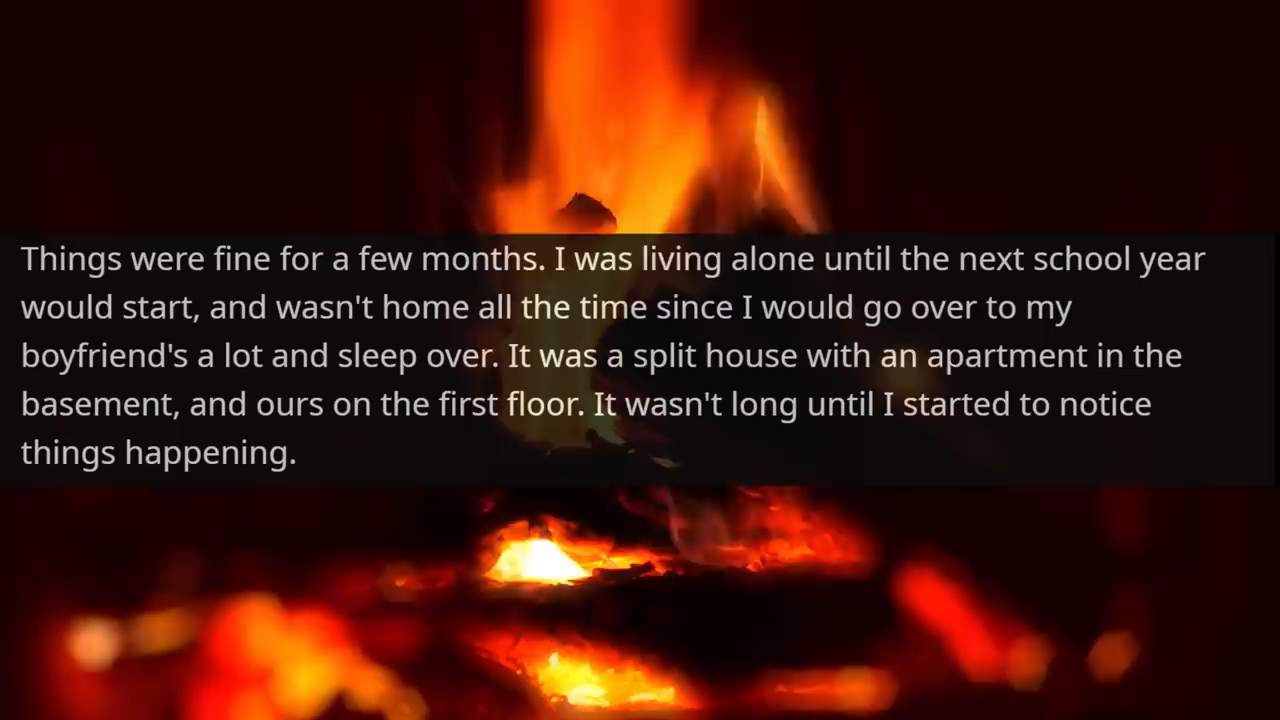 Things were fine for a few months. I was living alone until the next school year
would start, and wasn't home all the time since I would go over to my
boyfriend's a lot and sleep over. It was a split house with an apartment in the
basement, and ours on the first floor. It wasn't long until I started to notice
things happening.